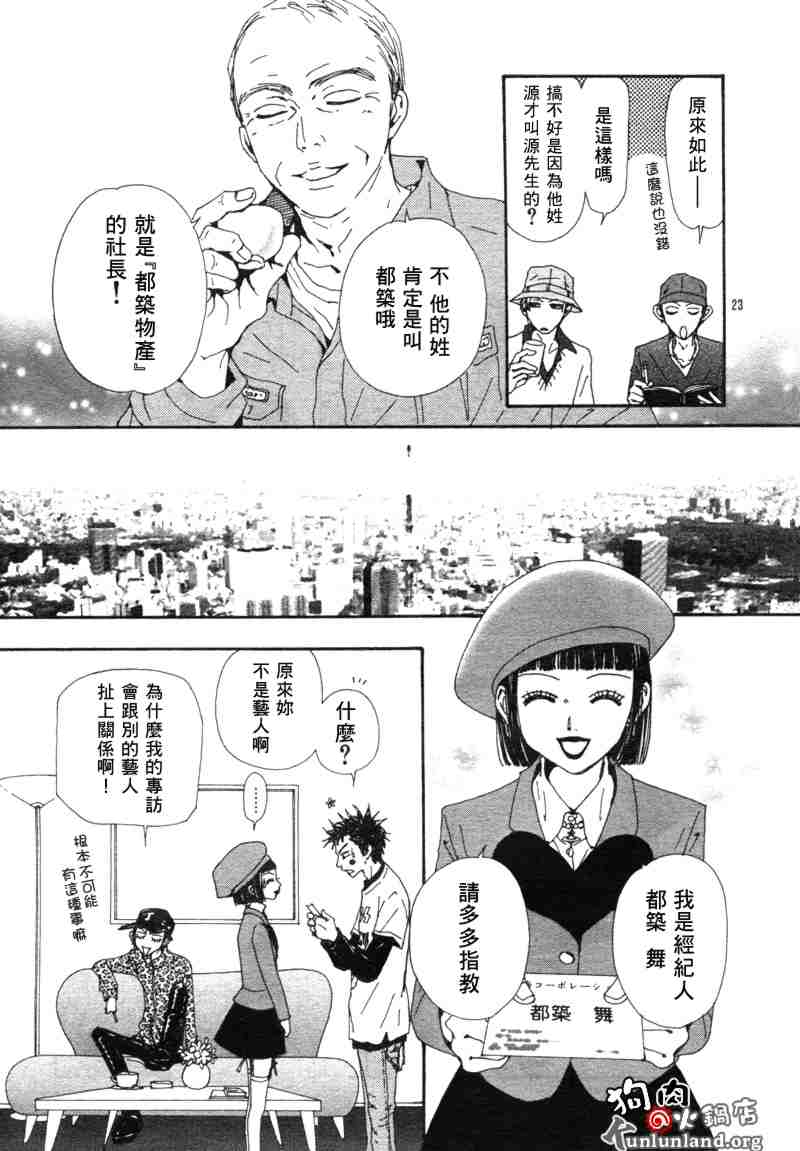 原來如此—
這麼說也沒錯
是這樣嗎
搞不好是因為他姓
源才叫源先生的？
23
不他的姓
肯定是叫
都築哦
就是『都築物產』
的社長！
我是經紀人
都築 舞
請多多指教
コーポレーシ
都築 舞
什麼？
原來妳
不是藝人啊
……
為什麼我的專訪
會跟別的藝人
扯上關係啊！
根本不可能
有這種事嘛
狗肉@火鍋店
Kunlunland.org